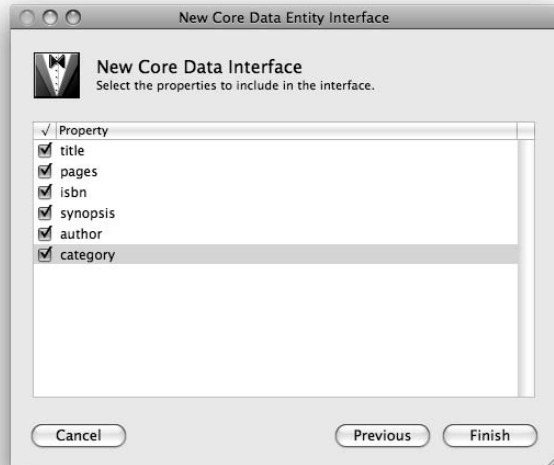 New Core Data Entity Interface
New Core Data Interface
Select the properties to include in the interface.
√ Property
title
pages
isbn
synopsis
author
category
Cancel Previous Finish